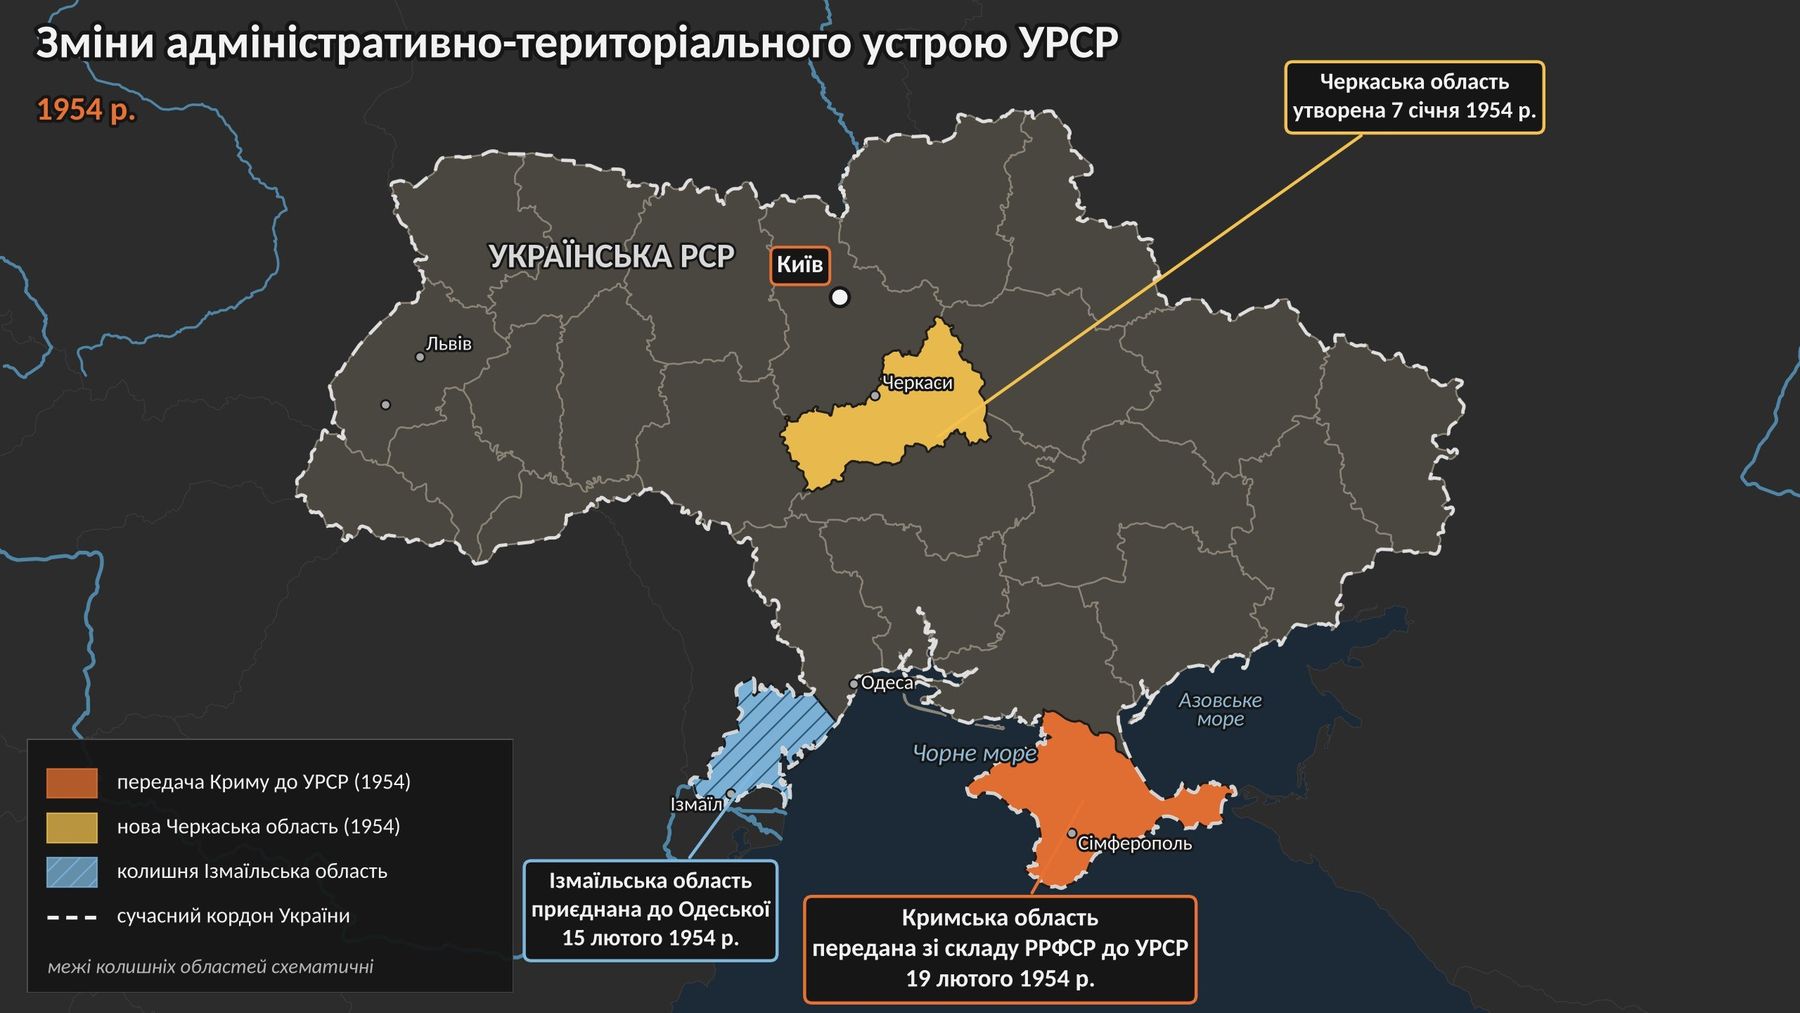 Зміни адміністративно-територіального устрою УРСР
1954 р.
Черкаська область
утворена 7 січня 1954 р.
УКРАЇНСЬКА РСР
Київ
Львів
Черкаси
Одеса
Азовське
море
Чорне море
Ізмаїл
Сімферополь
передача Криму до УРСР (1954)
нова Черкаська область (1954)
колишня Ізмаїльська область
сучасний кордон України
межі колишніх областей схематичні
Ізмаїльська область
приєднана до Одеської
15 лютого 1954 р.
Кримська область
передана зі складу РРФСР до УРСР
19 лютого 1954 р.